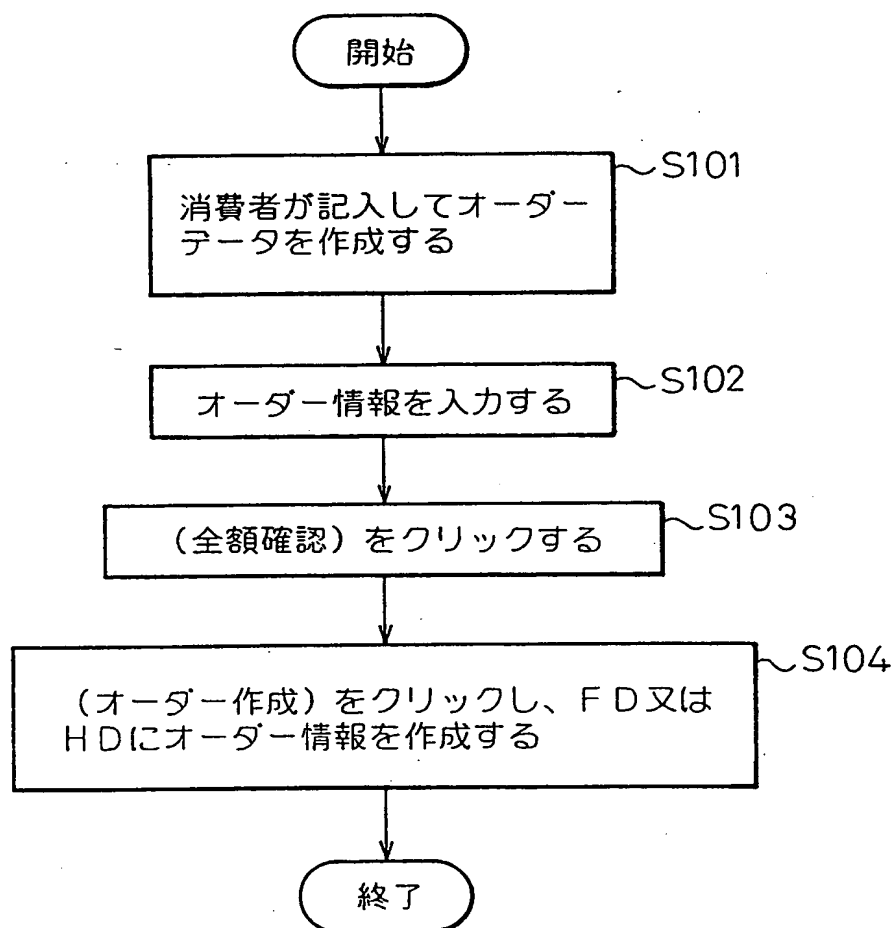 開始
S101
消費者が記入してオーダー
データを作成する
S102
オーダー情報を入力する
S103
(全額確認)をクリックする
S104
(オーダー作成)をクリックし、FD又は
HDにオーダー情報を作成する
終了